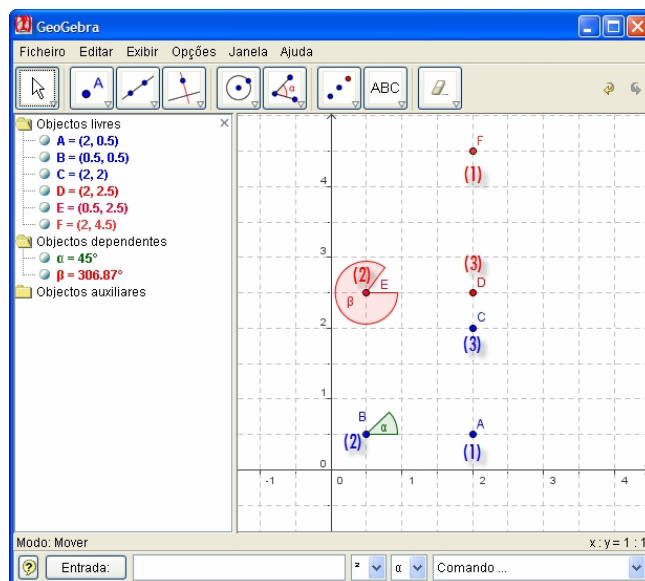 GeoGebra
Ficheiro Editar Exibir Opções Janela Ajuda
A α ABC
Objectos livres
A = (2, 0.5)
B = (0.5, 0.5)
C = (2, 2)
D = (2, 2.5)
E = (0.5, 2.5)
F = (2, 4.5)
Objectos dependentes
α = 45°
β = 306.87°
Objectos auxiliares
F
4 (1)
3 (3)
(2) E D
β
C
2 (3)
1
B A
α
(2) (1)
0
-1 0 1 2 3 4
Modo: Mover x : y = 1 : 1
Entrada: ² α Comando ...